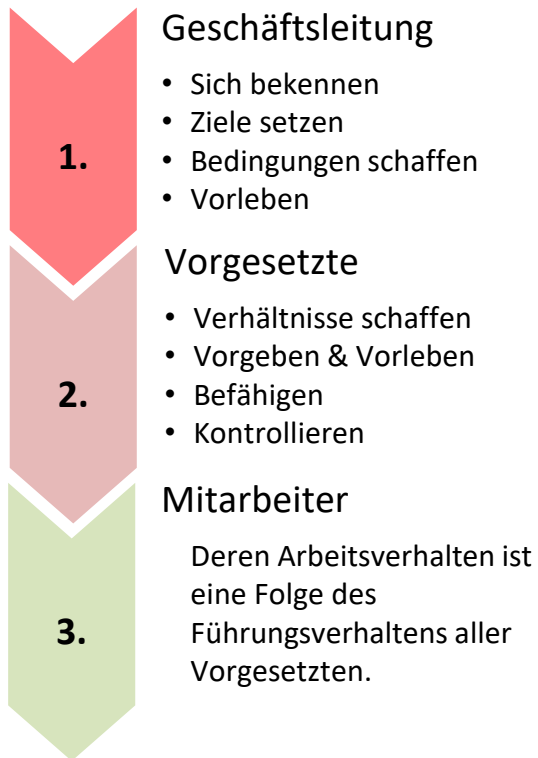 Geschäftsleitung
• Sich bekennen
• Ziele setzen
1.
• Bedingungen schaffen
• Vorleben
Vorgesetzte
• Verhältnisse schaffen
• Vorgeben & Vorleben
2.
• Befähigen
• Kontrollieren
Mitarbeiter
Deren Arbeitsverhalten ist
eine Folge des
3.
Führungsverhaltens aller
Vorgesetzten.